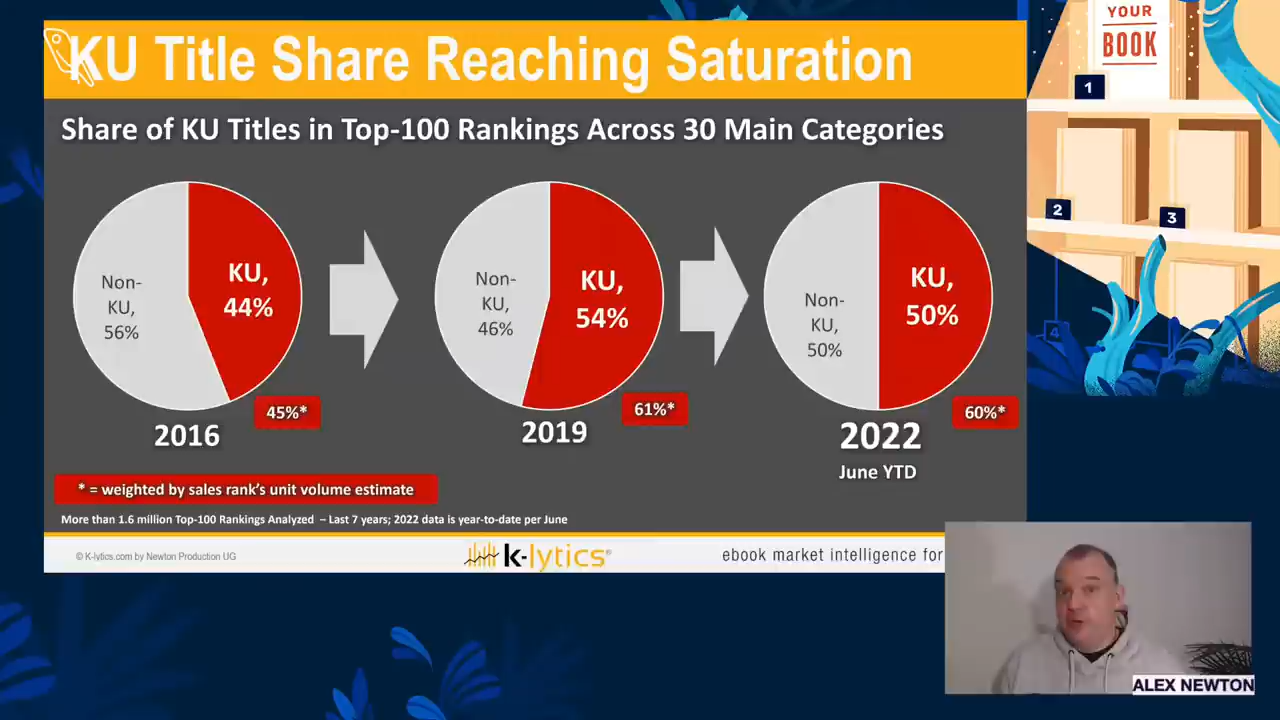 KU Title Share Reaching Saturation
Share of KU Titles in Top-100 Rankings Across 30 Main Categories
Non-
KU,
56%
KU,
44%
45%*
2016
Non-
KU,
46%
KU,
54%
61%*
2019
Non-
KU,
50%
KU,
50%
60%*
2022
June YTD
* = weighted by sales rank's unit volume estimate
More than 1.6 million Top-100 Rankings Analyzed – Last 7 years; 2022 data is year-to-date per June
© K-lytics.com by Newton Production UG
k-lytics®
ebook market intelligence for
YOUR
BOOK
1
2
3
4
ALEX NEWTON